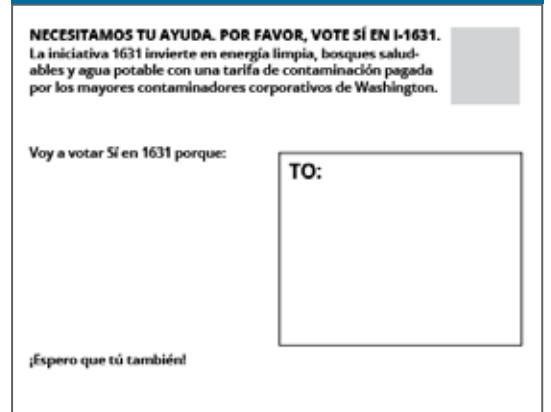 NECESITAMOS TU AYUDA. POR FAVOR, VOTE SÍ EN I-1631.
La iniciativa 1631 invierte en energía limpia, bosques salud-
ables y agua potable con una tarifa de contaminación pagada
por los mayores contaminadores corporativos de Washington.
Voy a votar Sí en 1631 porque:
TO:
¡Espero que tú también!